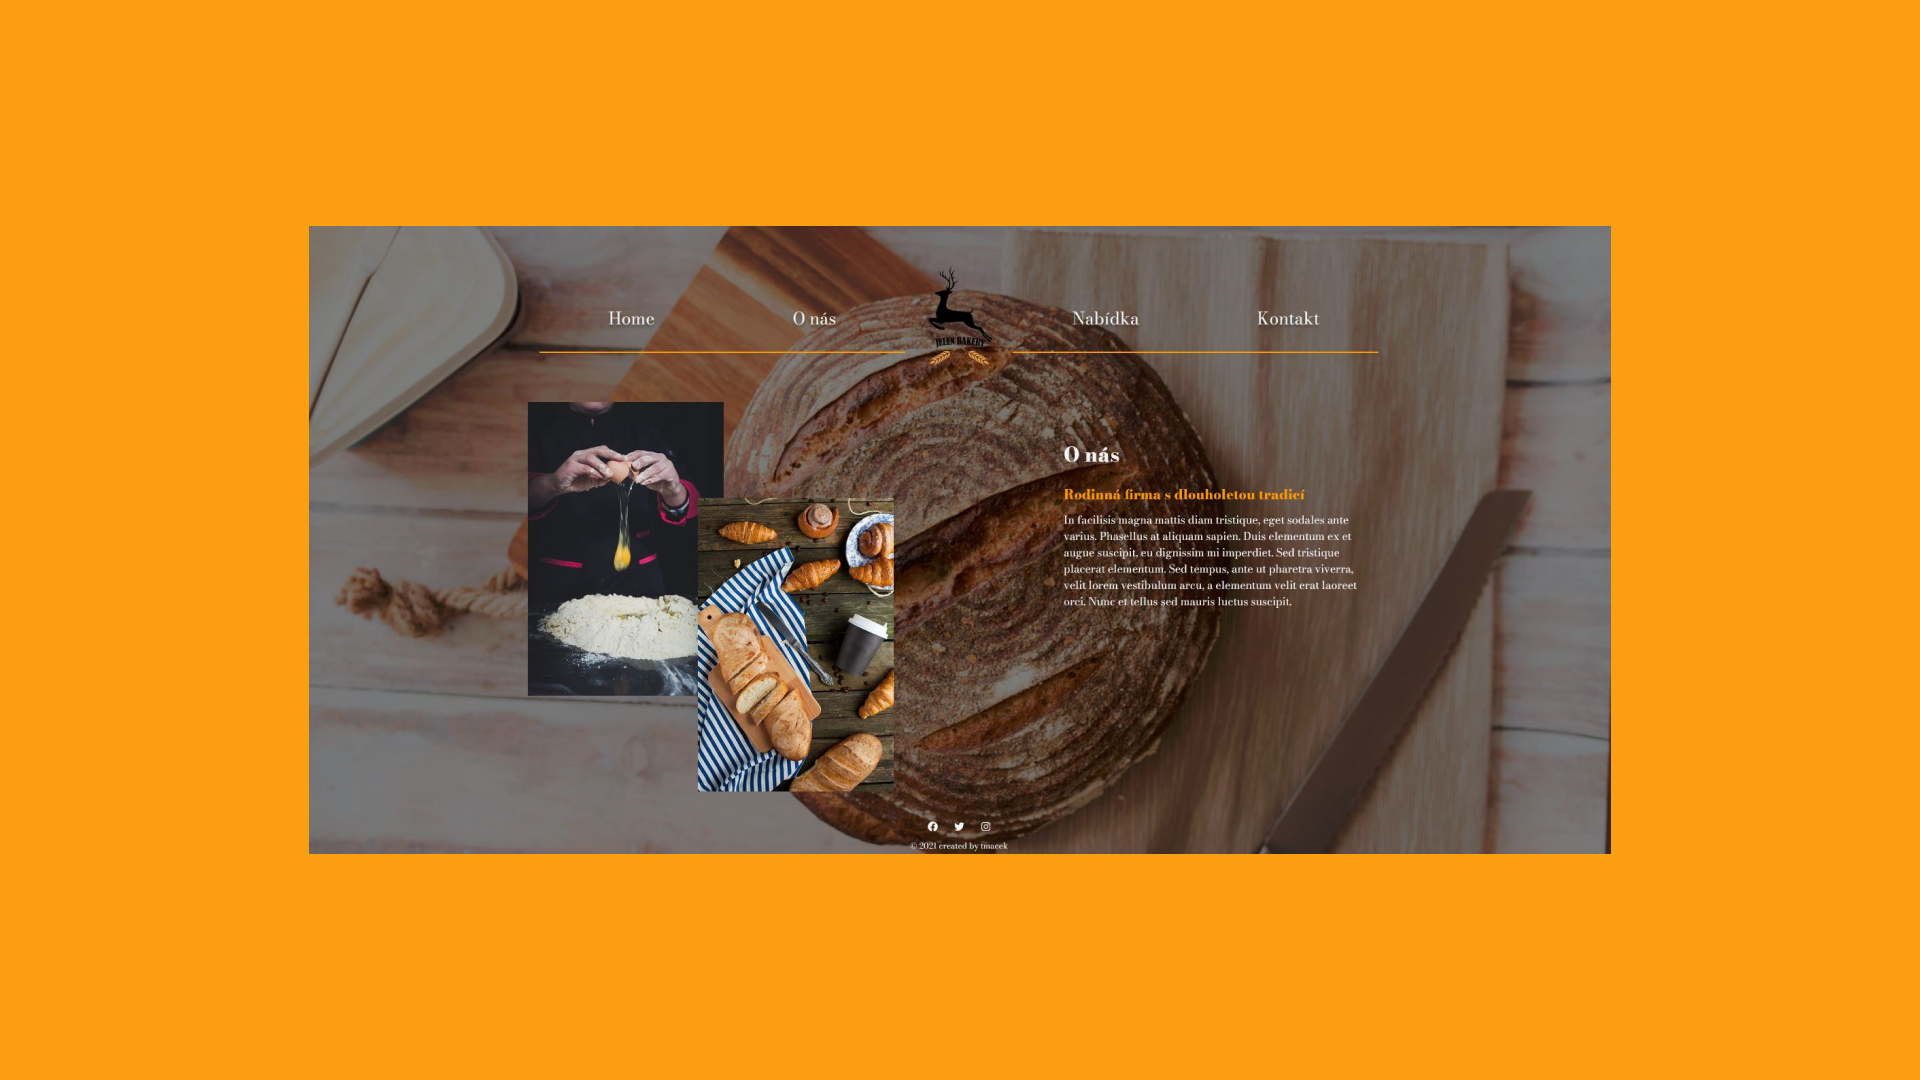 Home
O nás
JELEN BAKERY
Nabídka
Kontakt
O nás
Rodinná firma s dlouholetou tradicí
In facilisis magna mattis diam tristique, eget sodales ante
varius. Phasellus at aliquam sapien. Duis elementum ex et
augue suscipit, eu dignissim mi imperdiet. Sed tristique
placerat elementum. Sed tempus, ante ut pharetra viverra,
velit lorem vestibulum arcu, a elementum velit erat laoreet
orci. Nunc et tellus sed mauris luctus suscipit.
© 2021 created by tmacek